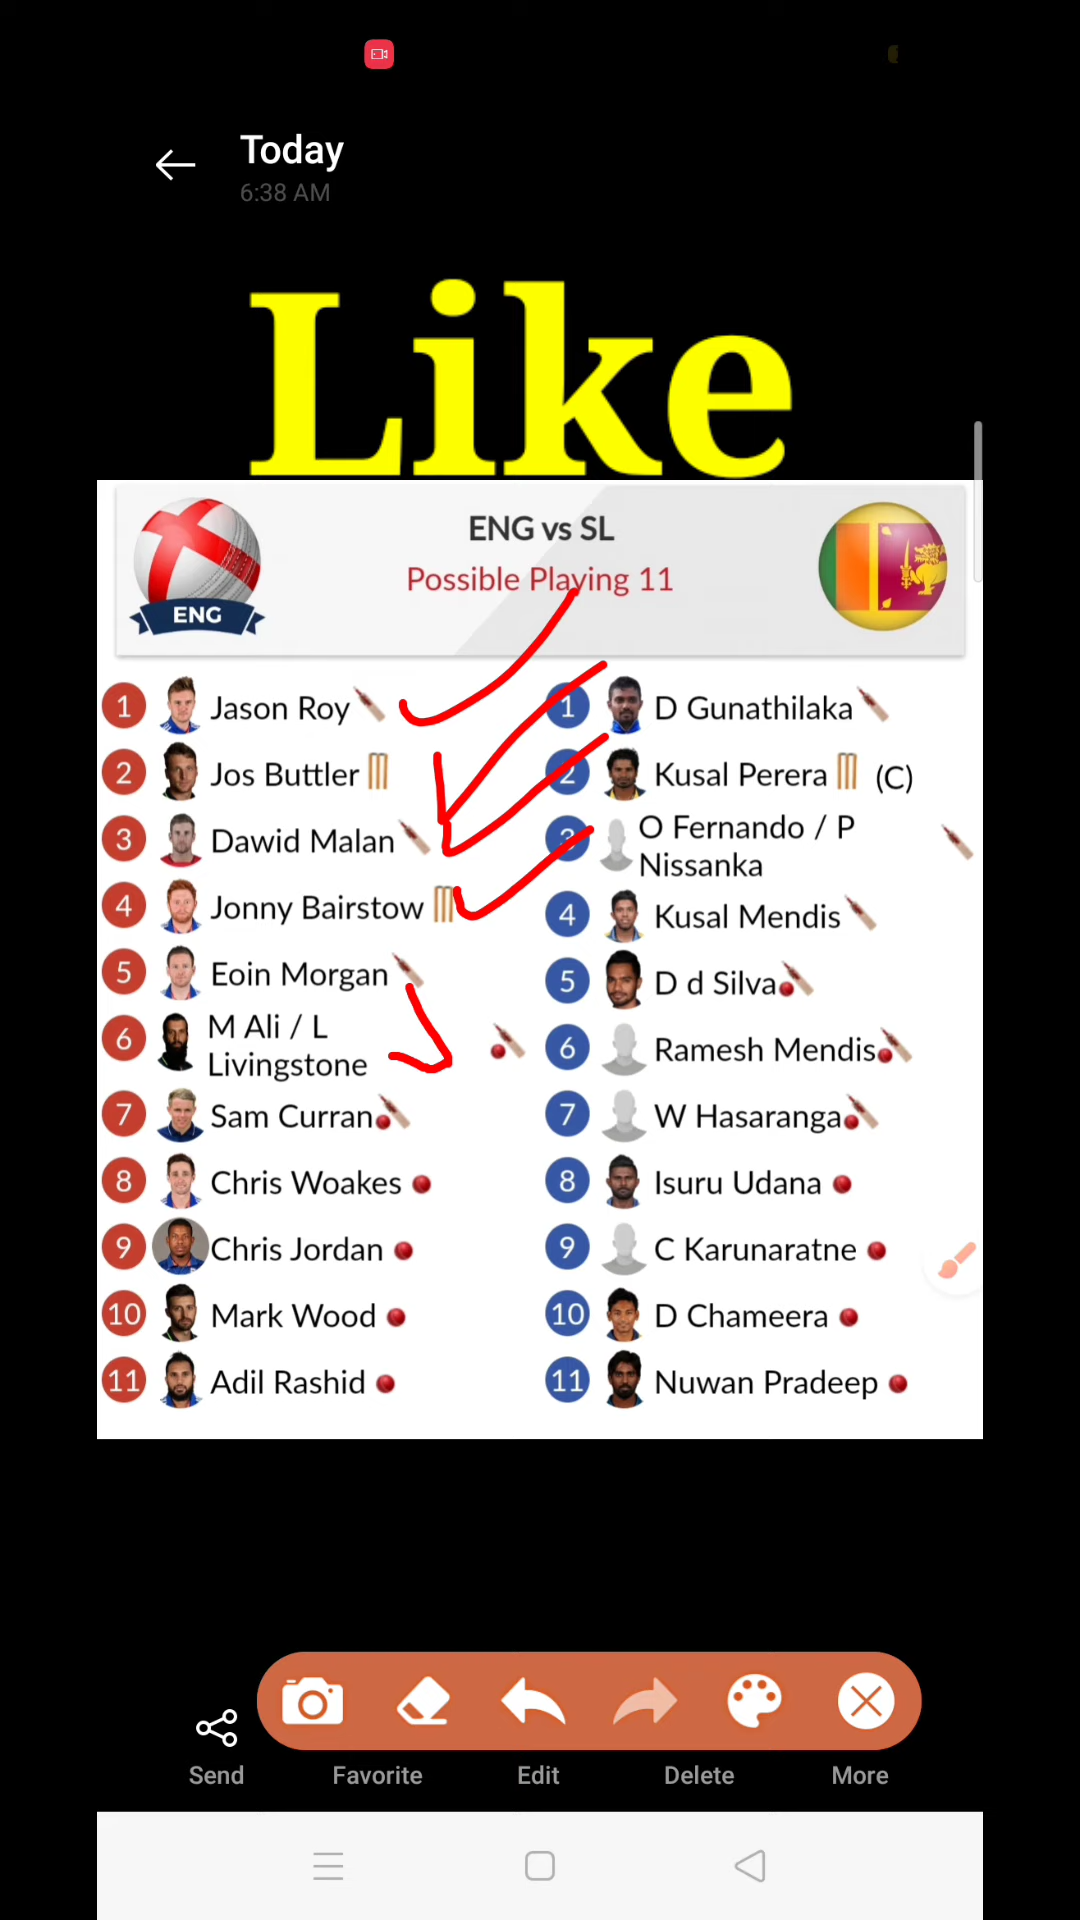 Today
6:38 AM
Like
ENG vs SL
Possible Playing 11
ENG
1 Jason Roy
2 Jos Buttler
3 Dawid Malan
4 Jonny Bairstow
5 Eoin Morgan
6 M Ali / L
Livingstone
7 Sam Curran
8 Chris Woakes
9 Chris Jordan
10 Mark Wood
11 Adil Rashid
1 D Gunathilaka
2 Kusal Perera (C)
3 O Fernando / P
Nissanka
4 Kusal Mendis
5 D d Silva
6 Ramesh Mendis
7 W Hasaranga
8 Isuru Udana
9 C Karunaratne
10 D Chameera
11 Nuwan Pradeep
Send
Favorite
Edit
Delete
More